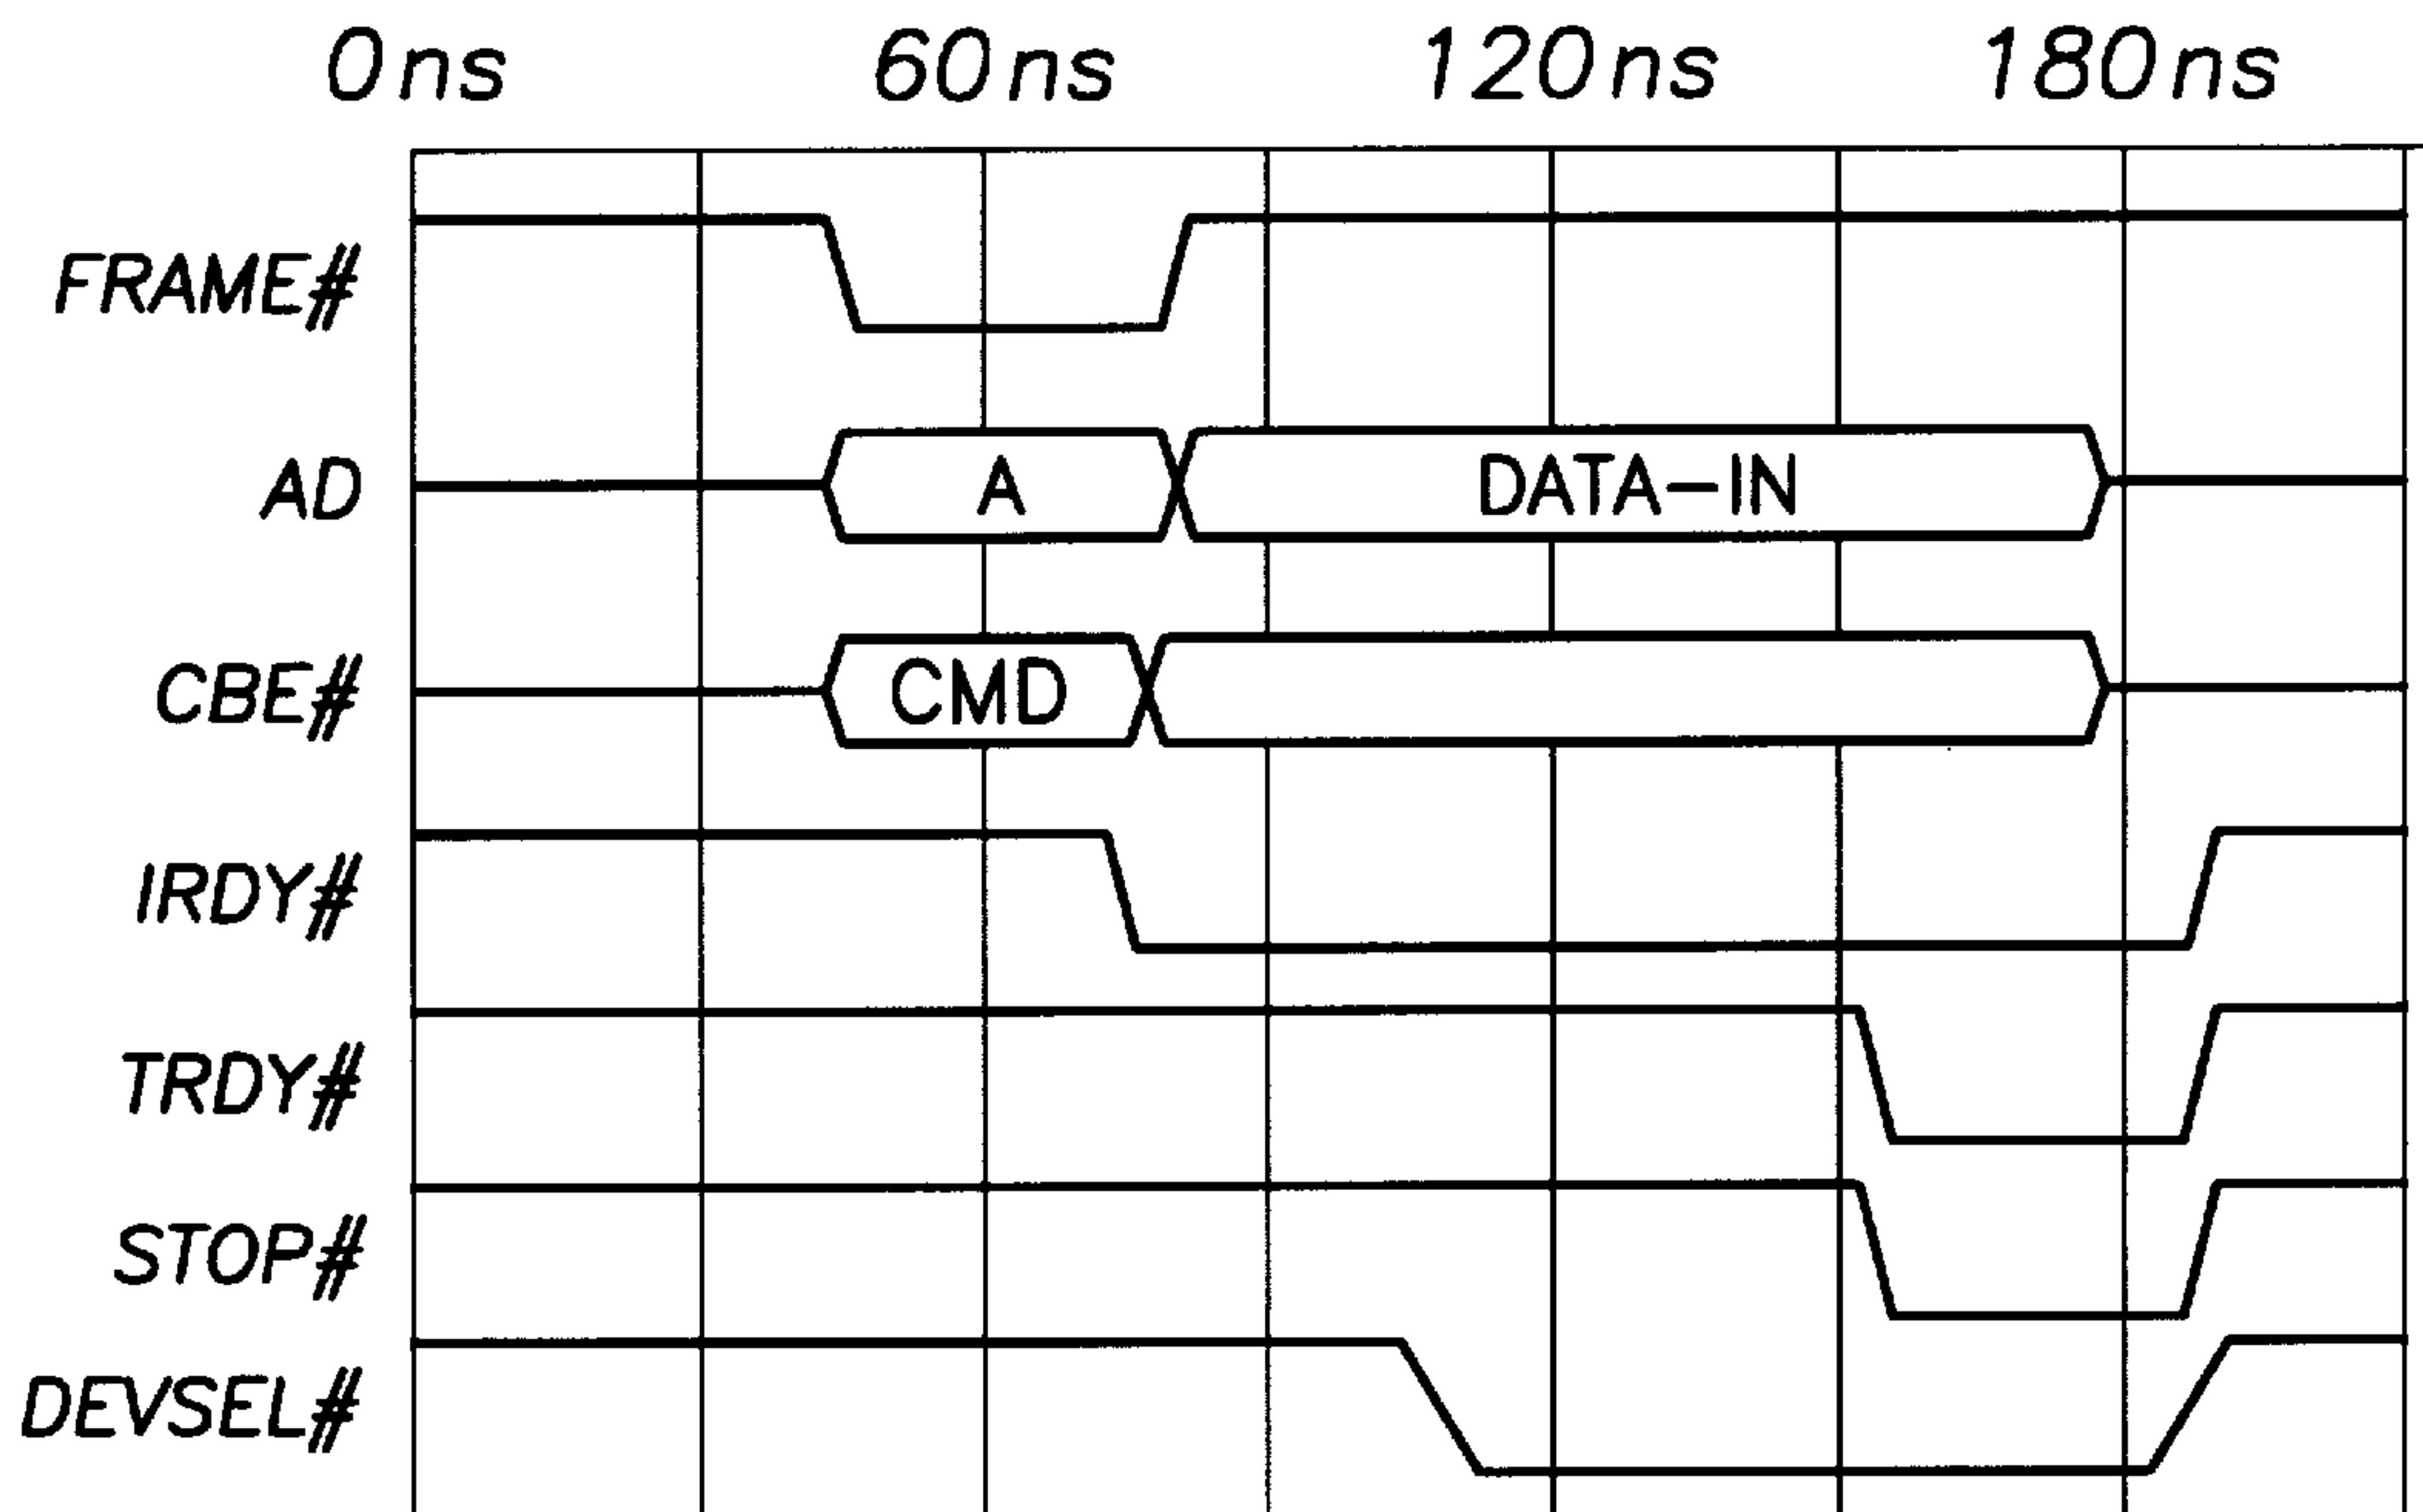 0ns 60ns 120ns 180ns
FRAME#
AD A DATA-IN
CBE# CMD
IRDY#
TRDY#
STOP#
DEVSEL#